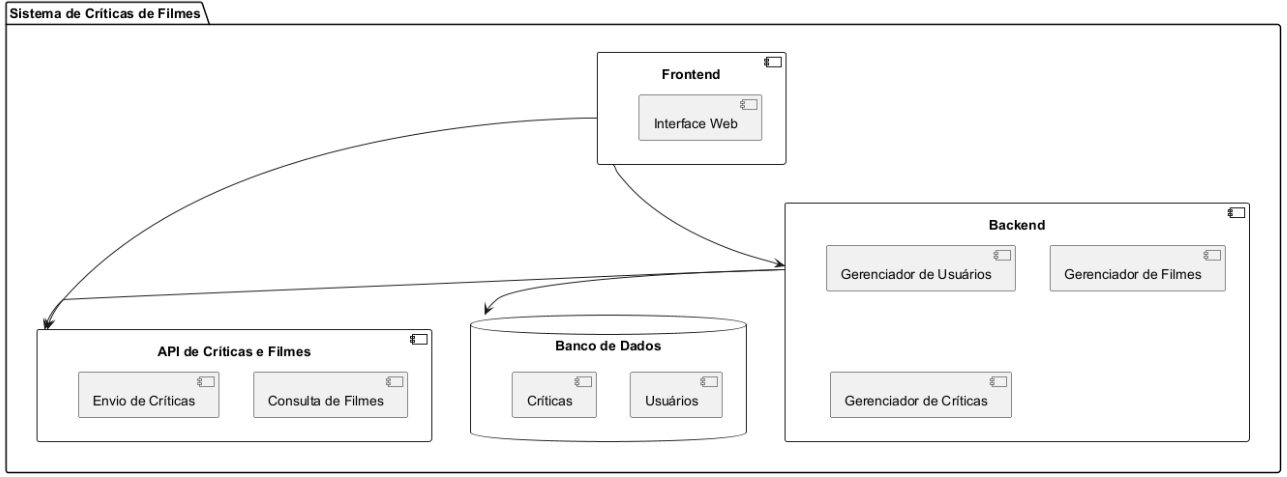 Sistema de Críticas de Filmes
Frontend
Interface Web
Backend
Gerenciador de Usuários
Gerenciador de Filmes
Gerenciador de Críticas
API de Críticas e Filmes
Envio de Críticas
Consulta de Filmes
Banco de Dados
Críticas
Usuários